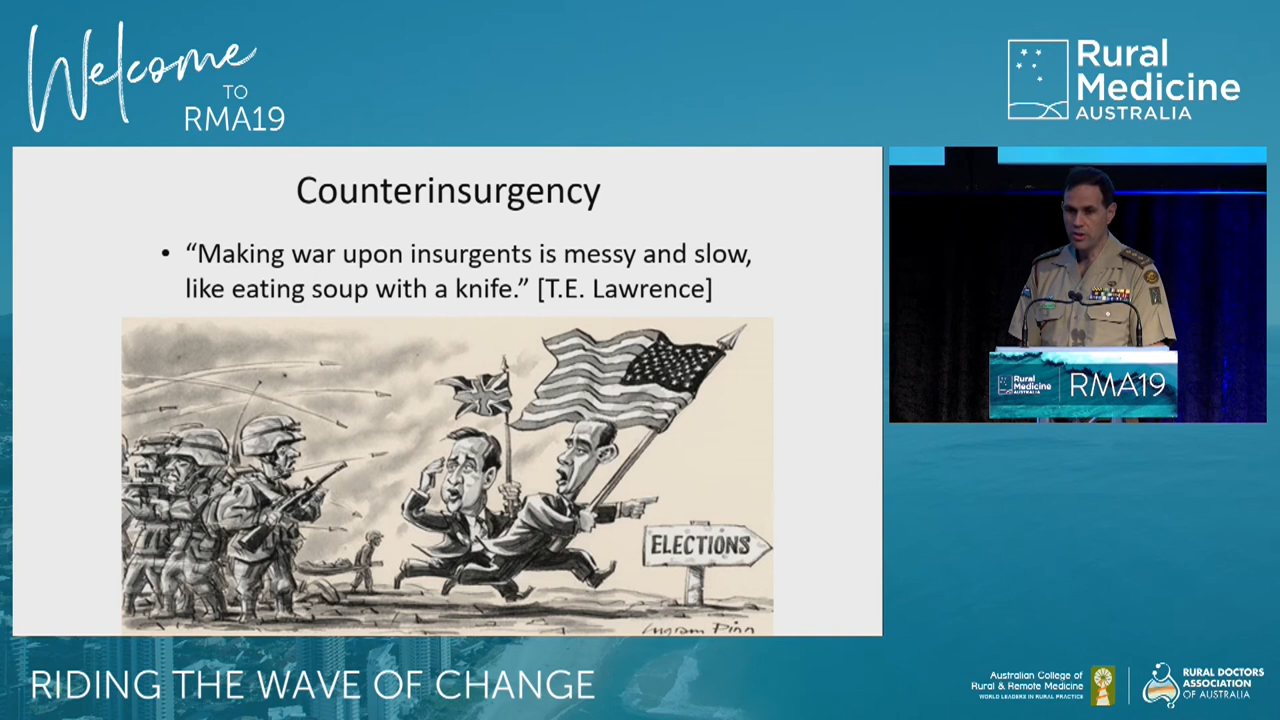 Welcome
TO
RMA19
Rural
Medicine
AUSTRALIA
Counterinsurgency
• “Making war upon insurgents is messy and slow,
like eating soup with a knife.” [T.E. Lawrence]
ELECTIONS
Ingram Pinn
Rural
Medicine
AUSTRALIA
RMA19
RIDING THE WAVE OF CHANGE
Australian College of
Rural & Remote Medicine
WORLD LEADERS IN RURAL PRACTICE
RURAL DOCTORS
ASSOCIATION
OF AUSTRALIA